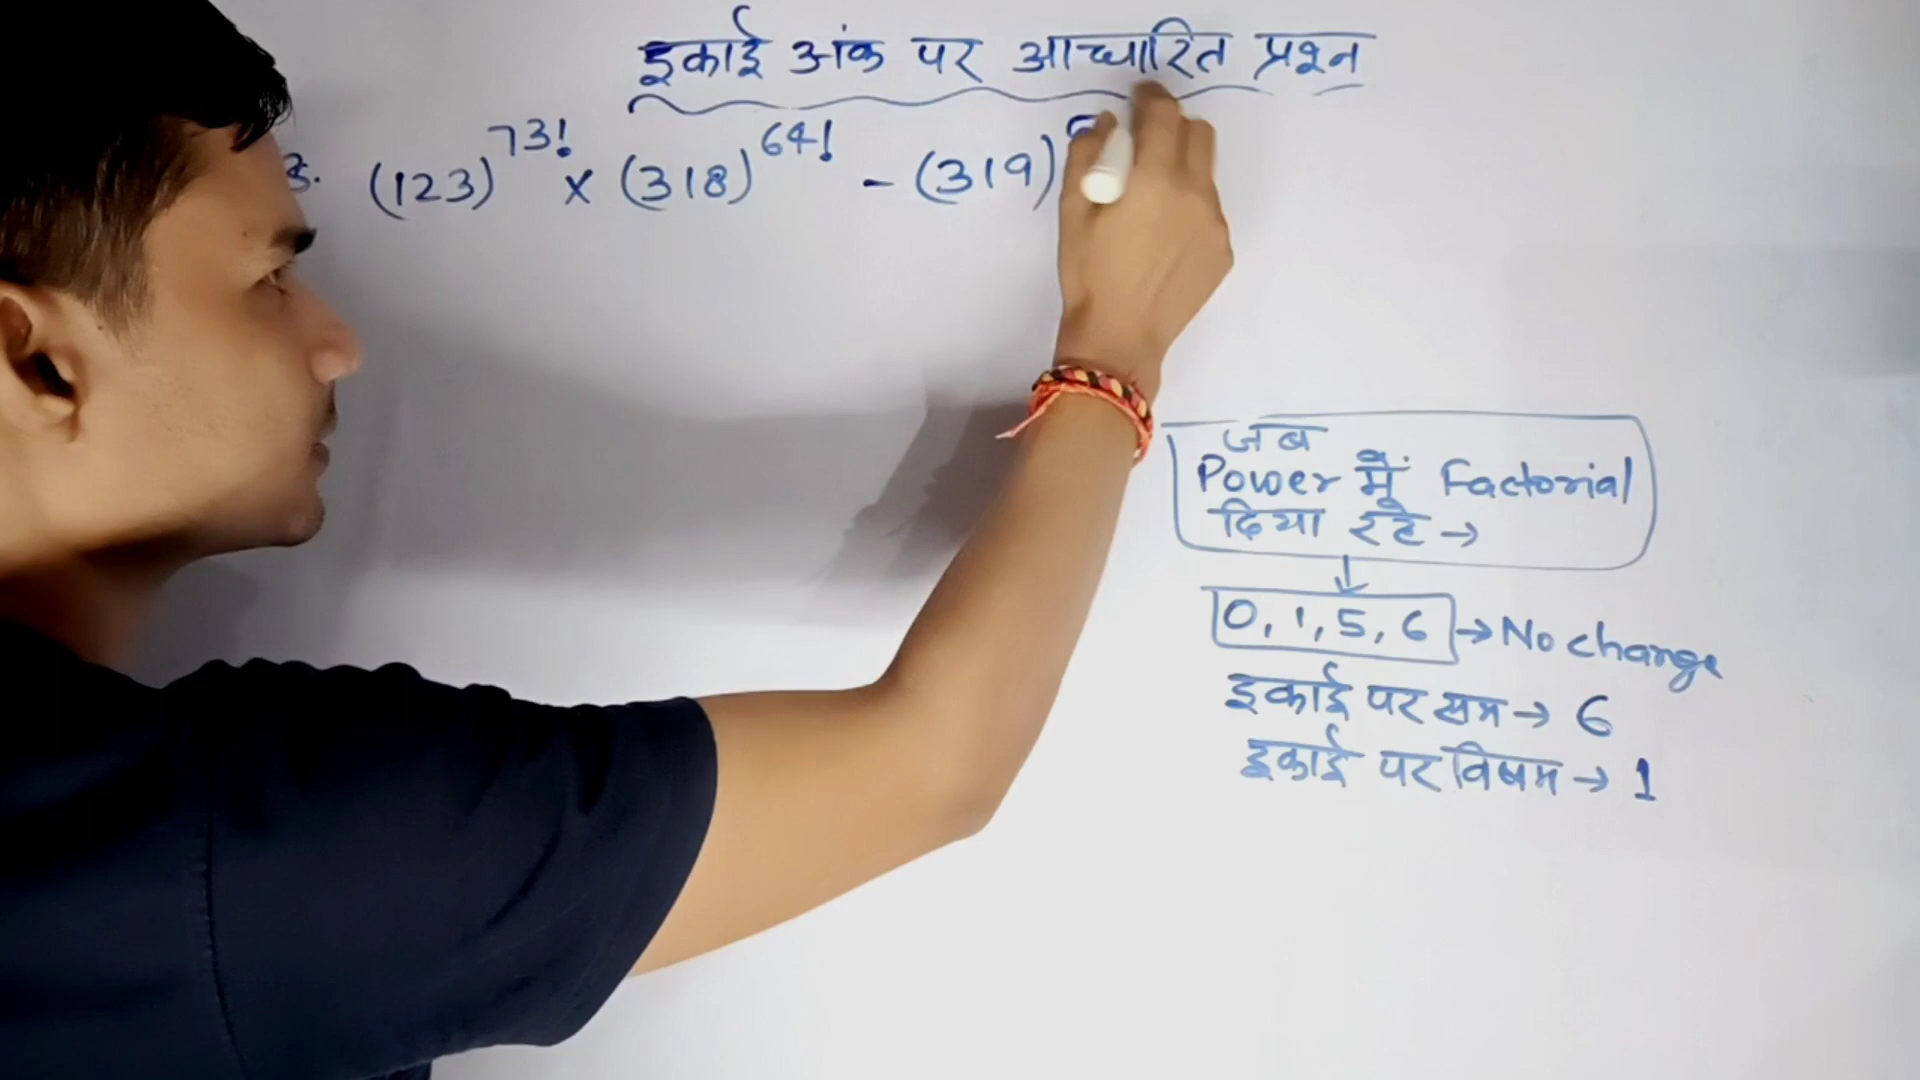 इकाई अंक पर आधारित प्रश्न
3. (123)^73! × (318)^64! - (319)
जब
Power में Factorial
दिया रहे →
↓
0, 1, 5, 6 → No change
इकाई पर सम → 6
इकाई पर विषम → 1